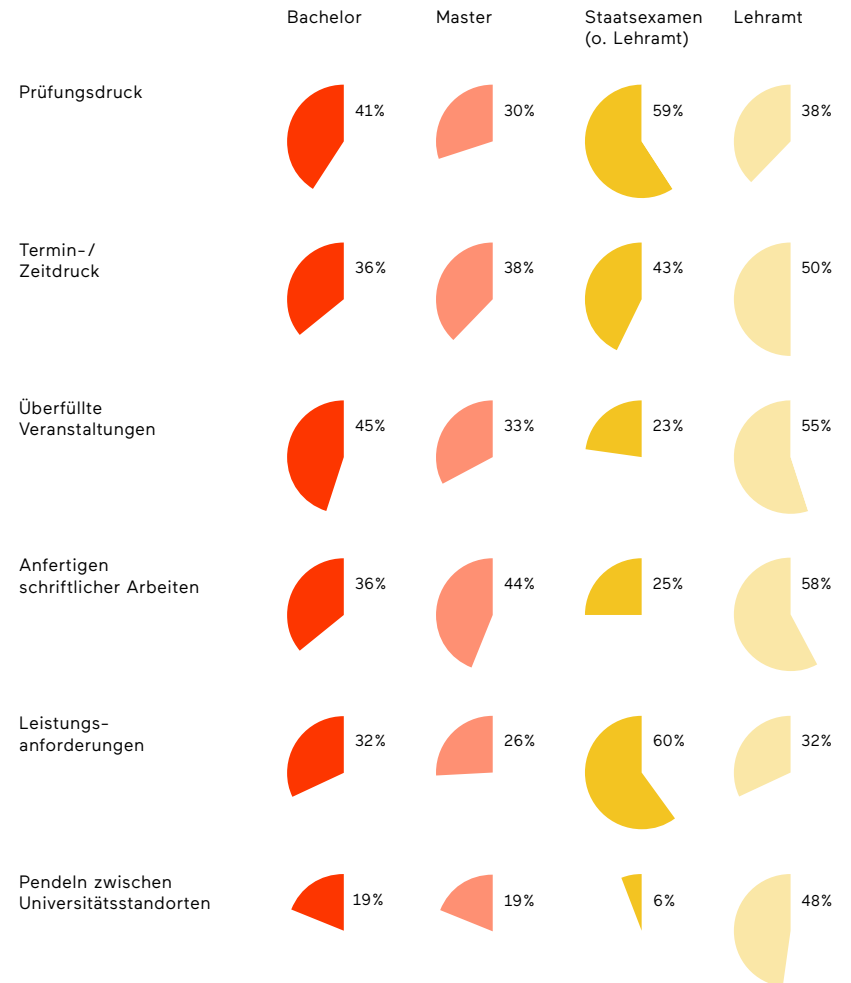 Bachelor Master Staatsexamen Lehramt
(o. Lehramt)
Prüfungsdruck
41% 30% 59% 38%
Termin-/
Zeitdruck
36% 38% 43% 50%
Überfüllte
Veranstaltungen
45% 33% 23% 55%
Anfertigen
schriftlicher Arbeiten
36% 44% 25% 58%
Leistungs-
anforderungen
32% 26% 60% 32%
Pendeln zwischen
Universitätsstandorten
19% 19% 6% 48%